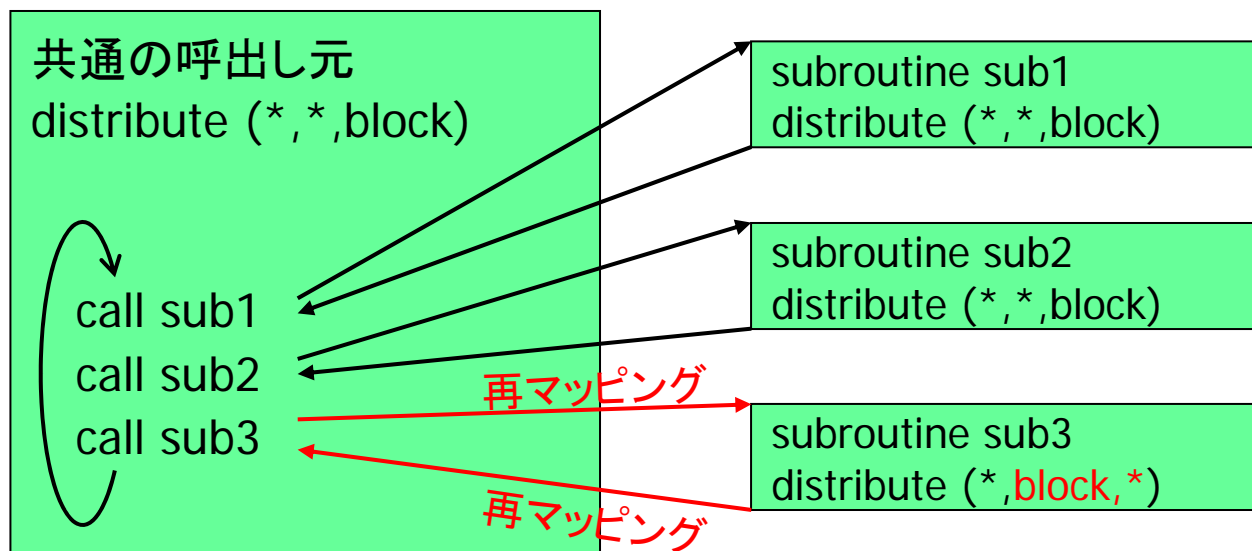 共通の呼出し元
distribute (*,*,block)
call sub1
call sub2
call sub3
再マッピング
再マッピング
subroutine sub1
distribute (*,*,block)
subroutine sub2
distribute (*,*,block)
subroutine sub3
distribute (*,block,*)